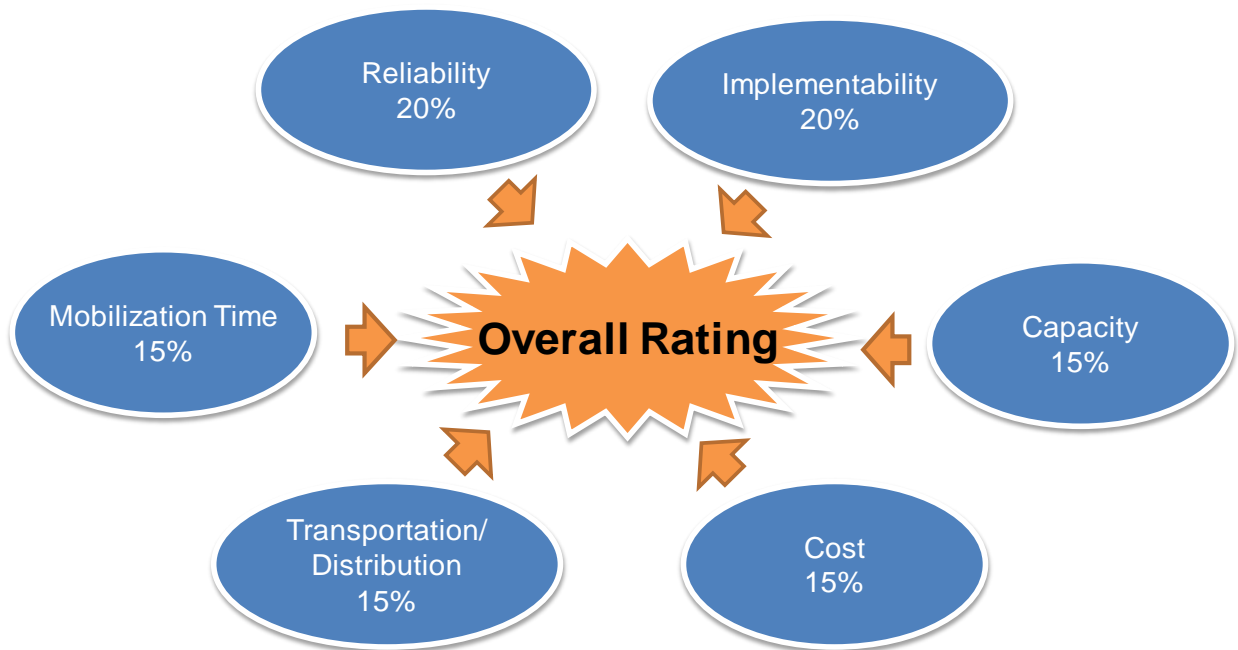 Reliability
20%
Implementability
20%
Mobilization Time
15%
Overall Rating
Capacity
15%
Transportation/
Distribution
15%
Cost
15%